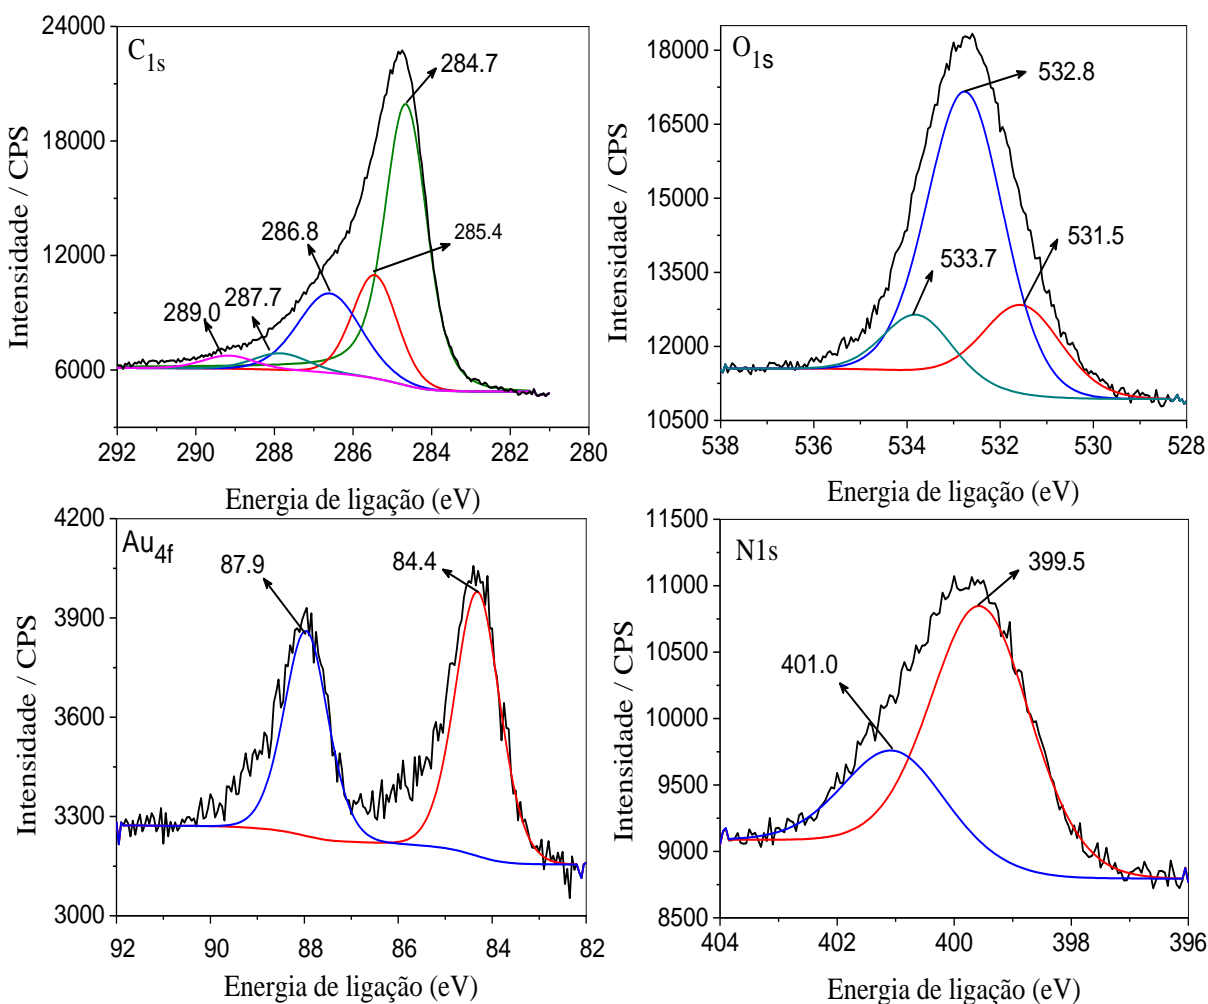 C1s
284.7
286.8
285.4
287.7
289.0
24000
18000
12000
6000
292 290 288 286 284 282 280
Intensidade / CPS
Energia de ligação (eV)
O1s
532.8
531.5
533.7
18000
16500
15000
13500
12000
10500
538 536 534 532 530 528
Intensidade / CPS
Energia de ligação (eV)
Au4f
87.9
84.4
4200
3900
3600
3300
3000
92 90 88 86 84 82
Intensidade / CPS
Energia de ligação (eV)
N1s
399.5
401.0
11500
11000
10500
10000
9500
9000
8500
404 402 400 398 396
Intensidade / CPS
Energia de ligação (eV)